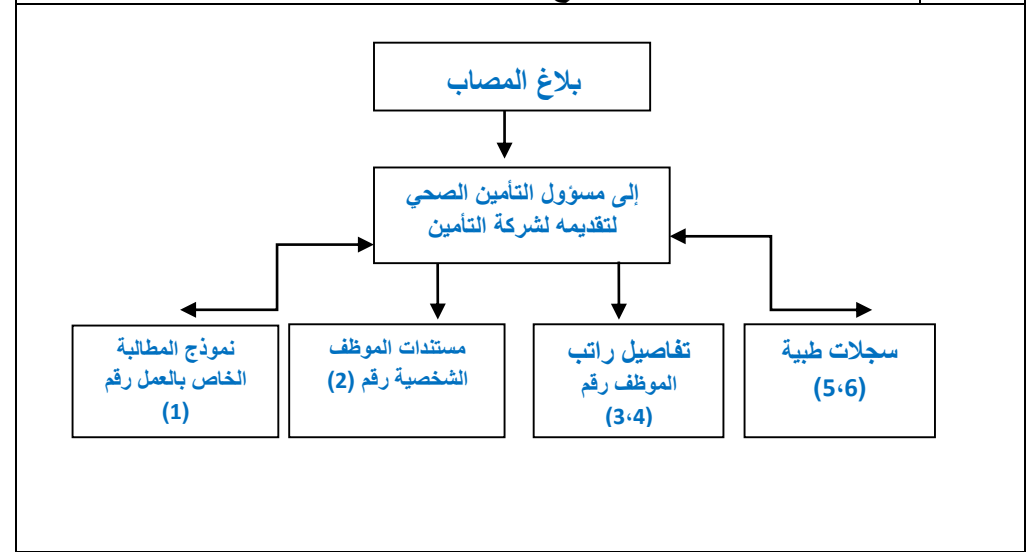 بلاغ المصاب
إلى مسؤول التأمين الصحي
لتقديمه لشركة التأمين
سجلات طبية
(5،6)
تفاصيل راتب
الموظف رقم
(3،4)
مستندات الموظف
الشخصية رقم (2)
نموذج المطالبة
الخاص بالعمل رقم
(1)